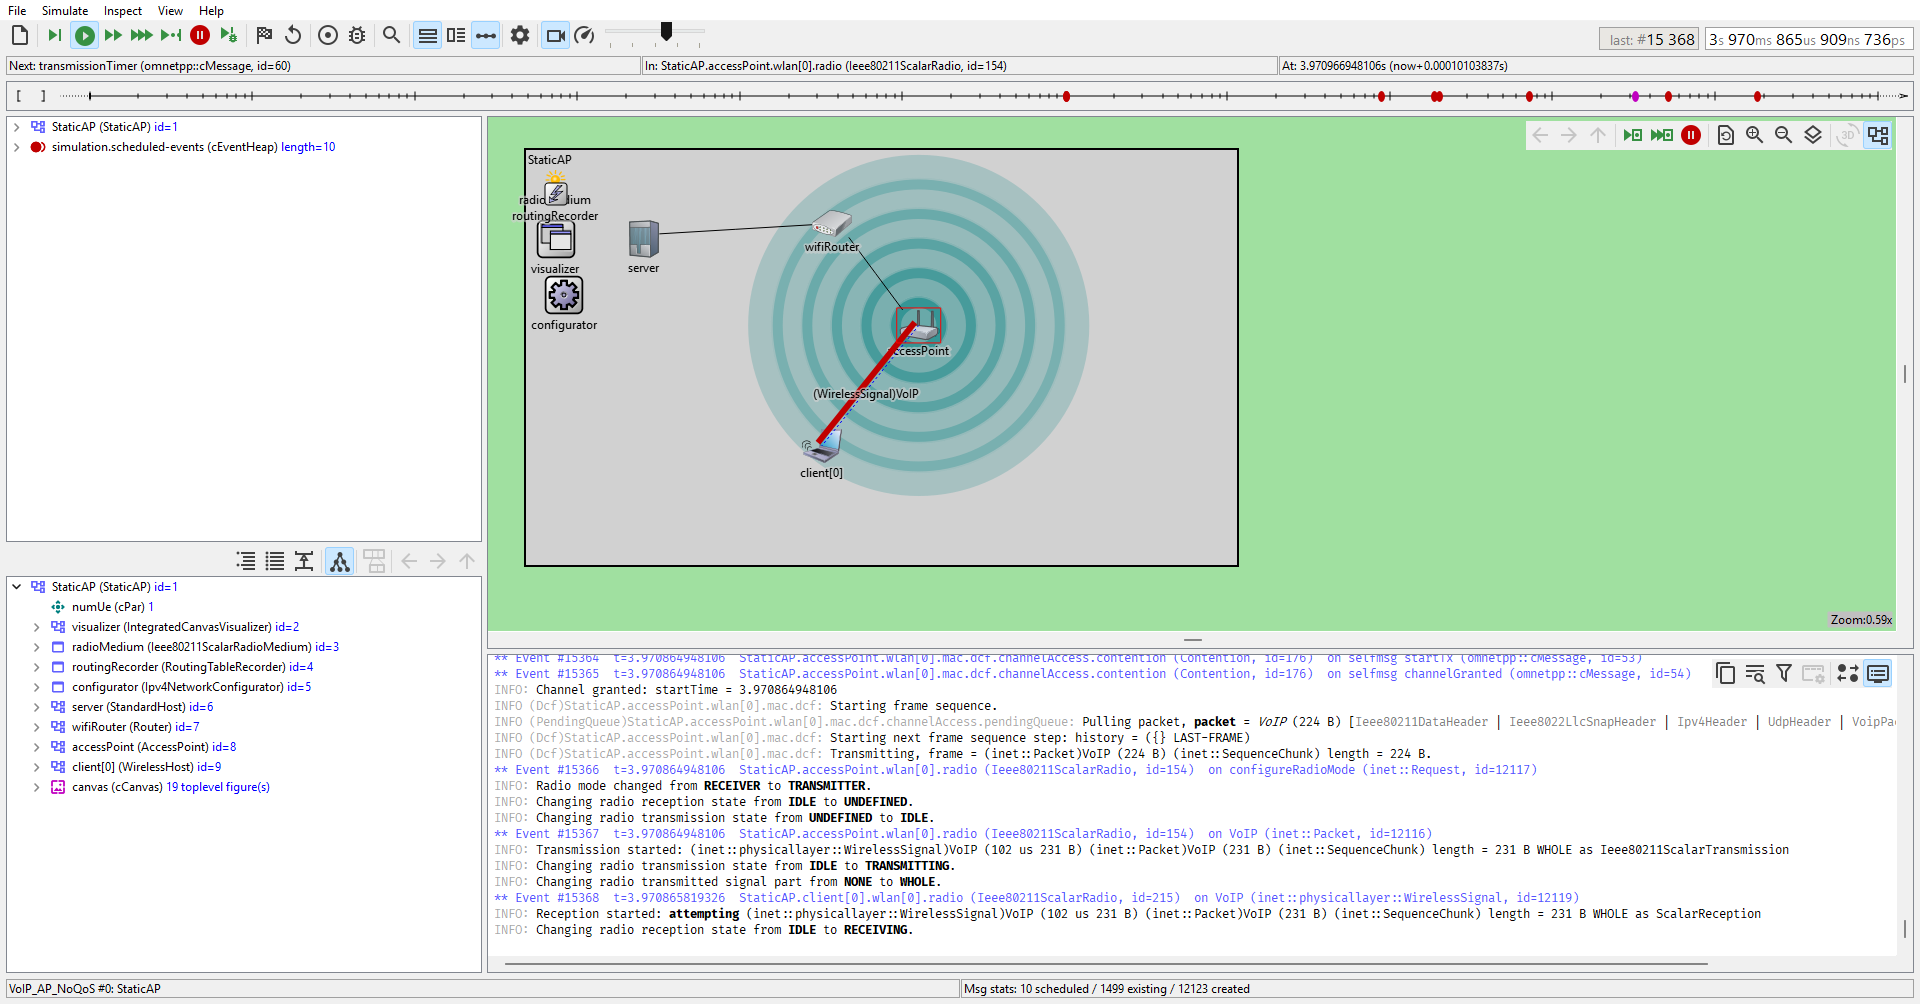 File Simulate Inspect View Help
last: #15 368 3s 970ms 865us 909ns 736ps
Next: transmissionTimer (omnetpp::cMessage, id=60) In: StaticAP.accessPoint.wlan[0].radio (Ieee80211ScalarRadio, id=154) At: 3.970966948106s (now+0.00010103837s)
[ ]
StaticAP (StaticAP) id=1
simulation.scheduled-events (cEventHeap) length=10
StaticAP (StaticAP) id=1
numUe (cPar) 1
visualizer (IntegratedCanvasVisualizer) id=2
radioMedium (Ieee80211ScalarRadioMedium) id=3
routingRecorder (RoutingTableRecorder) id=4
configurator (Ipv4NetworkConfigurator) id=5
server (StandardHost) id=6
wifiRouter (Router) id=7
accessPoint (AccessPoint) id=8
client[0] (WirelessHost) id=9
canvas (cCanvas) 19 toplevel figure(s)
3D
StaticAP
radioMedium
routingRecorder
visualizer
configurator
server
wifiRouter
accessPoint
(WirelessSignal)VoIP
client[0]
Zoom:0.59x
** Event #15364 t=3.970864948106 StaticAP.accessPoint.wlan[0].mac.dcf.channelAccess.contention (Contention, id=176) on selfmsg startTx (omnetpp::cMessage, id=53)
** Event #15365 t=3.970864948106 StaticAP.accessPoint.wlan[0].mac.dcf.channelAccess.contention (Contention, id=176) on selfmsg channelGranted (omnetpp::cMessage, id=54)
INFO: Channel granted: startTime = 3.970864948106
INFO (Dcf)StaticAP.accessPoint.wlan[0].mac.dcf: Starting frame sequence.
INFO (PendingQueue)StaticAP.accessPoint.wlan[0].mac.dcf.channelAccess.pendingQueue: Pulling packet, packet = VoIP (224 B) [Ieee80211DataHeader | Ieee8022LlcSnapHeader | Ipv4Header | UdpHeader | VoipPac
INFO (Dcf)StaticAP.accessPoint.wlan[0].mac.dcf: Starting next frame sequence step: history = ({} LAST-FRAME)
INFO (Dcf)StaticAP.accessPoint.wlan[0].mac.dcf: Transmitting, frame = (inet::Packet)VoIP (224 B) (inet::SequenceChunk) length = 224 B.
** Event #15366 t=3.970864948106 StaticAP.accessPoint.wlan[0].radio (Ieee80211ScalarRadio, id=154) on configureRadioMode (inet::Request, id=12117)
INFO: Radio mode changed from RECEIVER to TRANSMITTER.
INFO: Changing radio reception state from IDLE to UNDEFINED.
INFO: Changing radio transmission state from UNDEFINED to IDLE.
** Event #15367 t=3.970864948106 StaticAP.accessPoint.wlan[0].radio (Ieee80211ScalarRadio, id=154) on VoIP (inet::Packet, id=12116)
INFO: Transmission started: (inet::physicallayer::WirelessSignal)VoIP (102 us 231 B) (inet::Packet)VoIP (231 B) (inet::SequenceChunk) length = 231 B WHOLE as Ieee80211ScalarTransmission
INFO: Changing radio transmission state from IDLE to TRANSMITTING.
INFO: Changing radio transmitted signal part from NONE to WHOLE.
** Event #15368 t=3.970865819326 StaticAP.client[0].wlan[0].radio (Ieee80211ScalarRadio, id=215) on VoIP (inet::physicallayer::WirelessSignal, id=12119)
INFO: Reception started: attempting (inet::physicallayer::WirelessSignal)VoIP (102 us 231 B) (inet::Packet)VoIP (231 B) (inet::SequenceChunk) length = 231 B WHOLE as ScalarReception
INFO: Changing radio reception state from IDLE to RECEIVING.
VoIP_AP_NoQoS #0: StaticAP Msg stats: 10 scheduled / 1499 existing / 12123 created